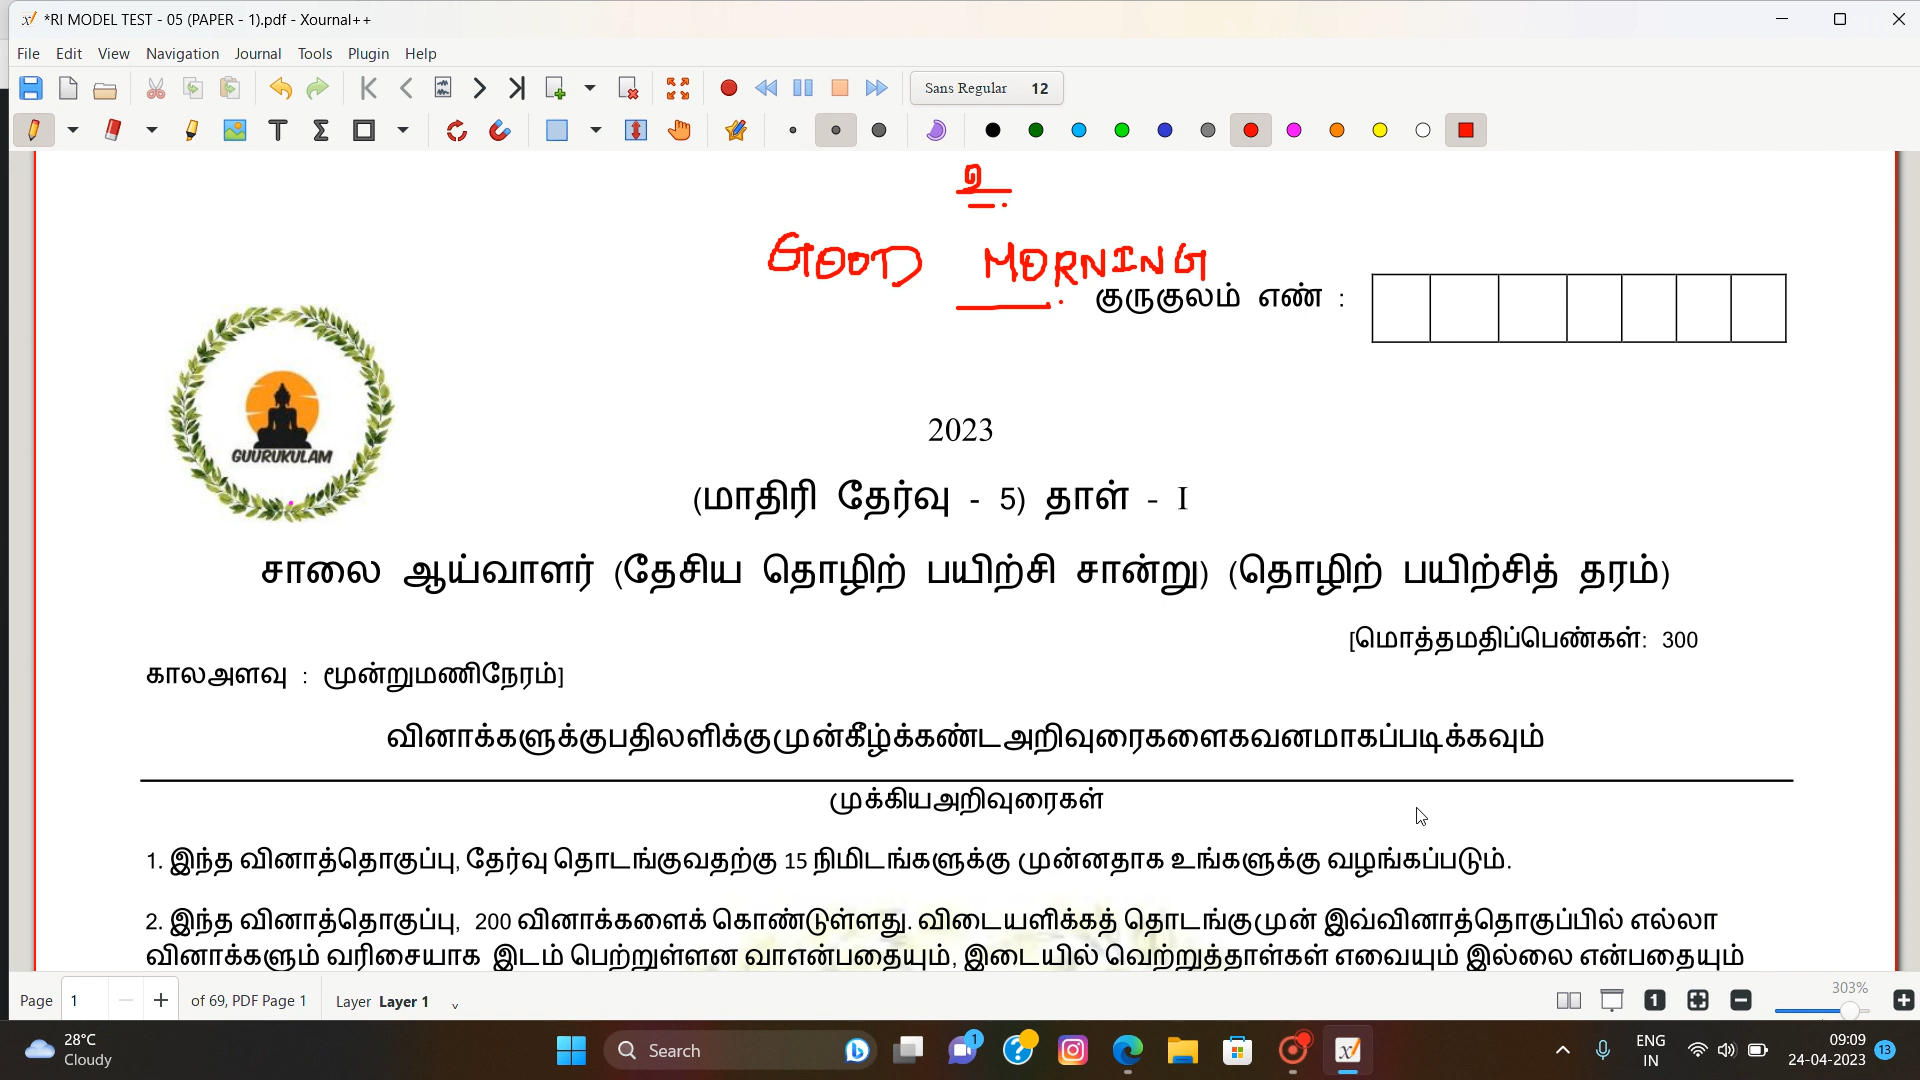 *RI MODEL TEST - 05 (PAPER - 1).pdf - Xournal++
File Edit View Navigation Journal Tools Plugin Help
Sans Regular 12
உ
GOOD MORNING
குருகுலம் எண் :
GUURUKULAM
2023
(மாதிரி தேர்வு - 5) தாள் - I
சாலை ஆய்வாளர் (தேசிய தொழிற் பயிற்சி சான்று) (தொழிற் பயிற்சித் தரம்)
[மொத்தமதிப்பெண்கள்: 300
காலஅளவு : மூன்றுமணிநேரம்]
வினாக்களுக்குபதிலளிக்குமுன்கீழ்க்கண்டஅறிவுரைகளைகவனமாகப்படிக்கவும்
முக்கியஅறிவுரைகள்
1. இந்த வினாத்தொகுப்பு, தேர்வு தொடங்குவதற்கு 15 நிமிடங்களுக்கு முன்னதாக உங்களுக்கு வழங்கப்படும்.
2. இந்த வினாத்தொகுப்பு, 200 வினாக்களைக் கொண்டுள்ளது. விடையளிக்கத் தொடங்குமுன் இவ்வினாத்தொகுப்பில் எல்லா
வினாக்களும் வரிசையாக இடம் பெற்றுள்ளன வாஎன்பதையும், இடையில் வெற்றுத்தாள்கள் எவையும் இல்லை என்பதையும்
Page 1 of 69, PDF Page 1 Layer Layer 1 303%
28°C
Cloudy
Search
1
ENG
IN
09:09
24-04-2023
13